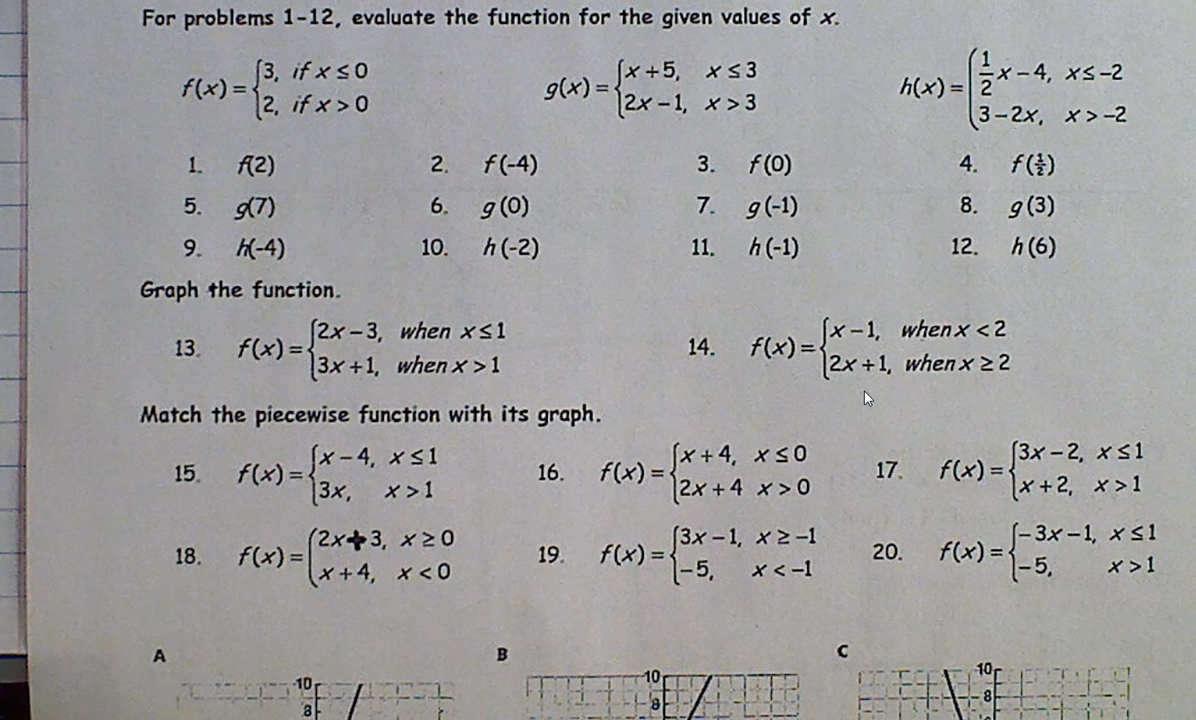 For problems 1-12, evaluate the function for the given values of x.
f(x) = {3, if x ≤ 0
2, if x > 0
g(x) = {x+5, x ≤ 3
2x-1, x > 3
h(x) = {1/2 x-4, x ≤ -2
3-2x, x > -2
1. f(2) 2. f(-4) 3. f(0) 4. f(1/2)
5. g(7) 6. g(0) 7. g(-1) 8. g(3)
9. h(-4) 10. h(-2) 11. h(-1) 12. h(6)
Graph the function.
13. f(x) = {2x-3, when x ≤ 1
3x+1, when x > 1
14. f(x) = {x-1, when x < 2
2x+1, when x ≥ 2
Match the piecewise function with its graph.
15. f(x) = {x-4, x ≤ 1
3x, x > 1
16. f(x) = {x+4, x ≤ 0
2x+4 x > 0
17. f(x) = {3x-2, x ≤ 1
x+2, x > 1
18. f(x) = {2x+3, x ≥ 0
x+4, x < 0
19. f(x) = {3x-1, x ≥ -1
-5, x < -1
20. f(x) = {-3x-1, x ≤ 1
-5, x > 1
A B C
10 10 10
8 8 8